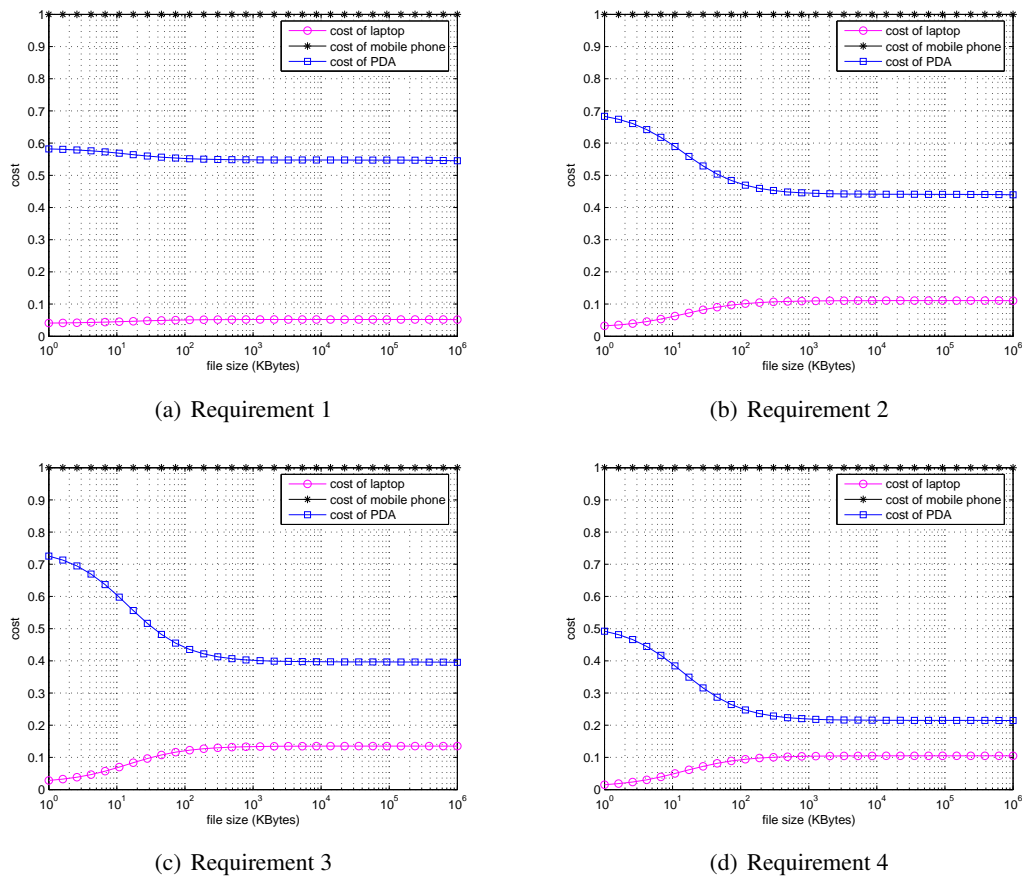 cost of laptop
cost of mobile phone
cost of PDA
1
0.9
0.8
0.7
0.6
0.5
0.4
0.3
0.2
0.1
0
cost
10^0 10^1 10^2 10^3 10^4 10^5 10^6
file size (KBytes)
(a) Requirement 1
cost of laptop
cost of mobile phone
cost of PDA
1
0.9
0.8
0.7
0.6
0.5
0.4
0.3
0.2
0.1
0
cost
10^0 10^1 10^2 10^3 10^4 10^5 10^6
file size (KBytes)
(b) Requirement 2
cost of laptop
cost of mobile phone
cost of PDA
1
0.9
0.8
0.7
0.6
0.5
0.4
0.3
0.2
0.1
0
cost
10^0 10^1 10^2 10^3 10^4 10^5 10^6
file size (KBytes)
(c) Requirement 3
cost of laptop
cost of mobile phone
cost of PDA
1
0.9
0.8
0.7
0.6
0.5
0.4
0.3
0.2
0.1
0
cost
10^0 10^1 10^2 10^3 10^4 10^5 10^6
file size (KBytes)
(d) Requirement 4